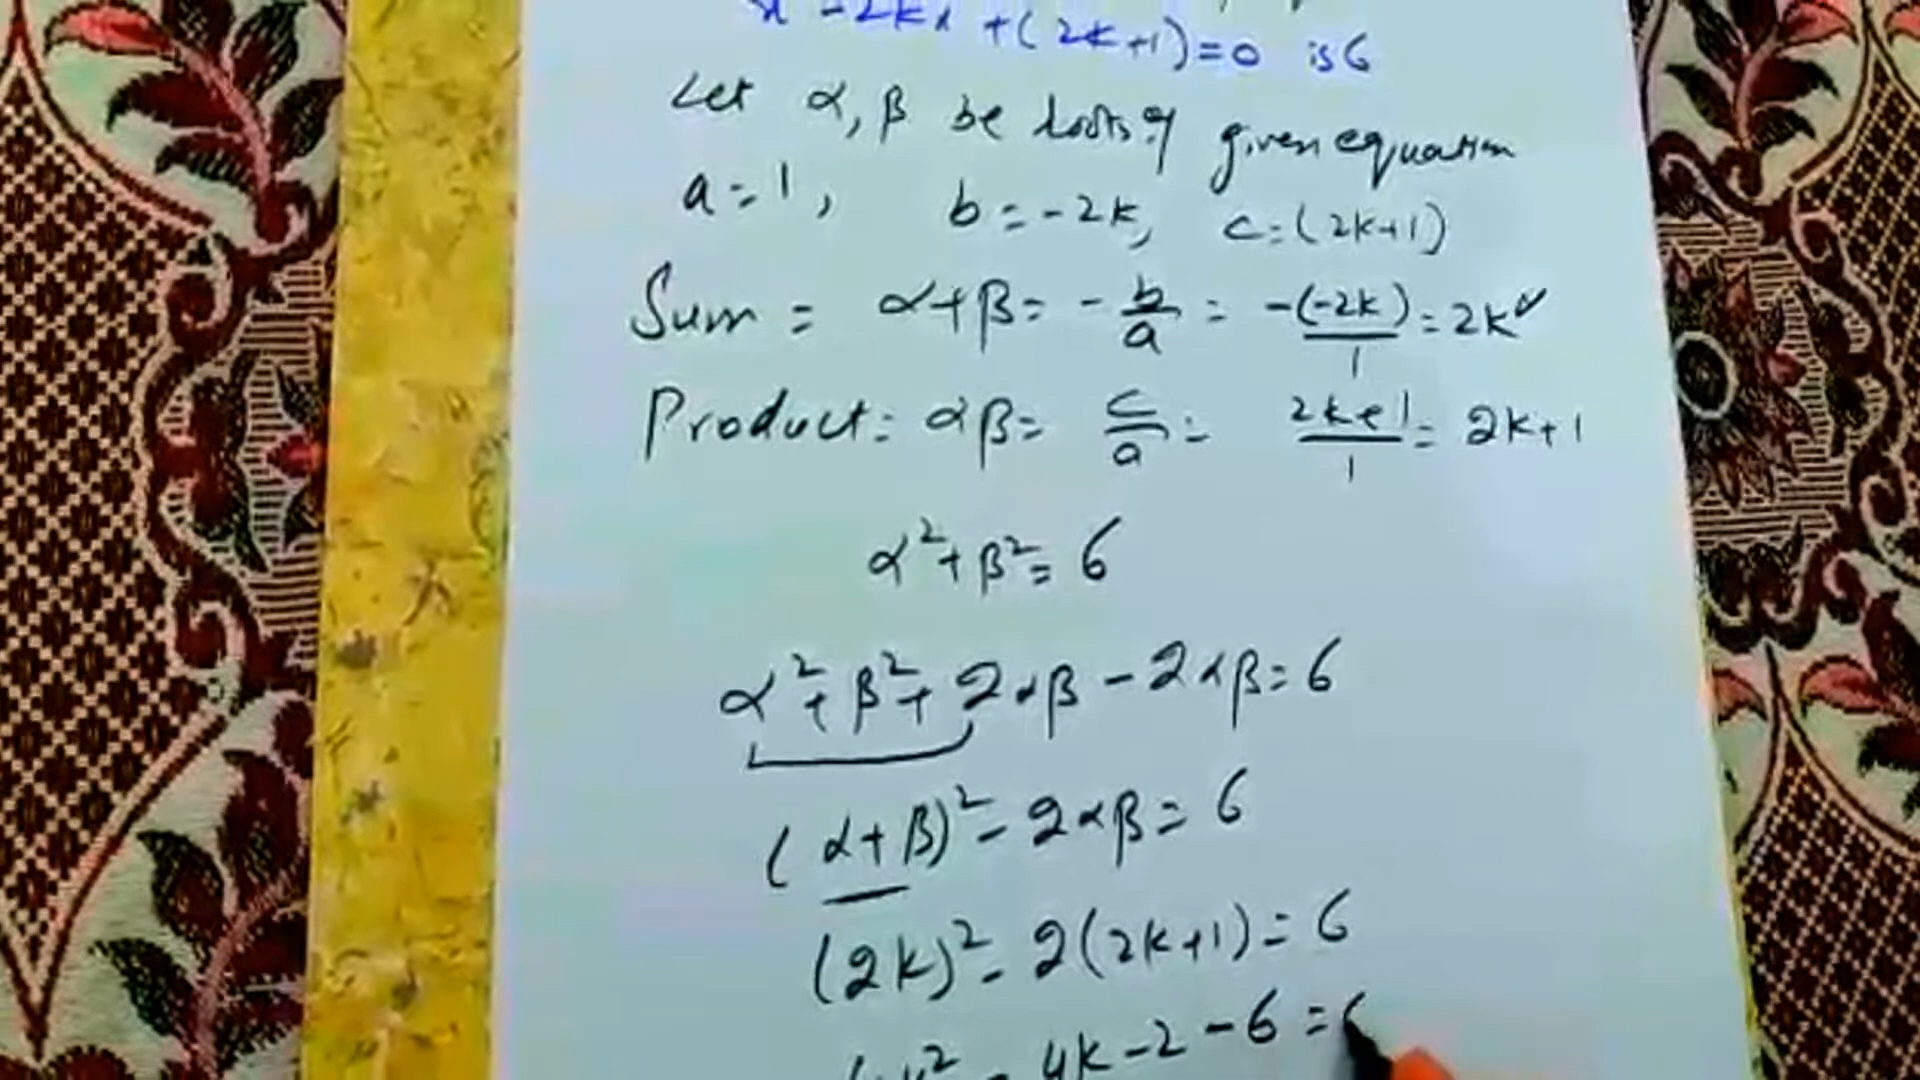 x - 2kx + (2k+1) = 0 is 6
Let α, β be roots of given equation
a = 1, b = -2k, c = (2k+1)
Sum = α+β = -b/a = -(-2k)/1 = 2k ✓
Product = αβ = c/a = 2k+1/1 = 2k+1
α²+β² = 6
α²+β²+2αβ-2αβ = 6
(α+β)² - 2αβ = 6
(2k)² - 2(2k+1) = 6
4k² - 4k - 2 - 6 =